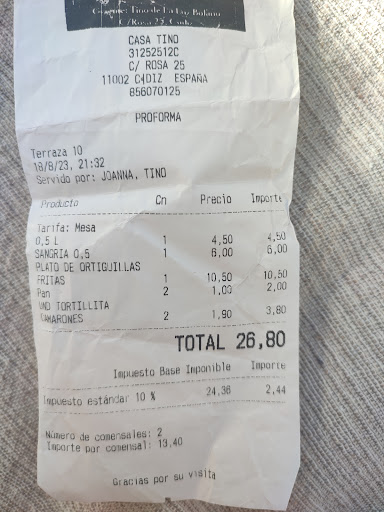 C/Rosa 25, Cadiz
CASA TINO
31252512C
C/ ROSA 25
11002 CADIZ ESPAÑA
856070125
PROFORMA
Terraza 10
18/8/23, 21:32
Servido por: JOANNA, TINO
Producto Cn Precio Importe
Tarifa: Mesa
0,5 L 1 4,50 4,50
SANGRIA 0,5 1 6,00 6,00
PLATO DE ORTIGUILLAS
FRITAS 1 10,50 10,50
Pan 2 1,00 2,00
UND TORTILLITA
CAMARONES 2 1,90 3,80
TOTAL 26,80
Impuesto Base Imponible Importe
Impuesto estándar 10 % 24,36 2,44
Número de comensales: 2
Importe por comensal: 13,40
Gracias por su visita